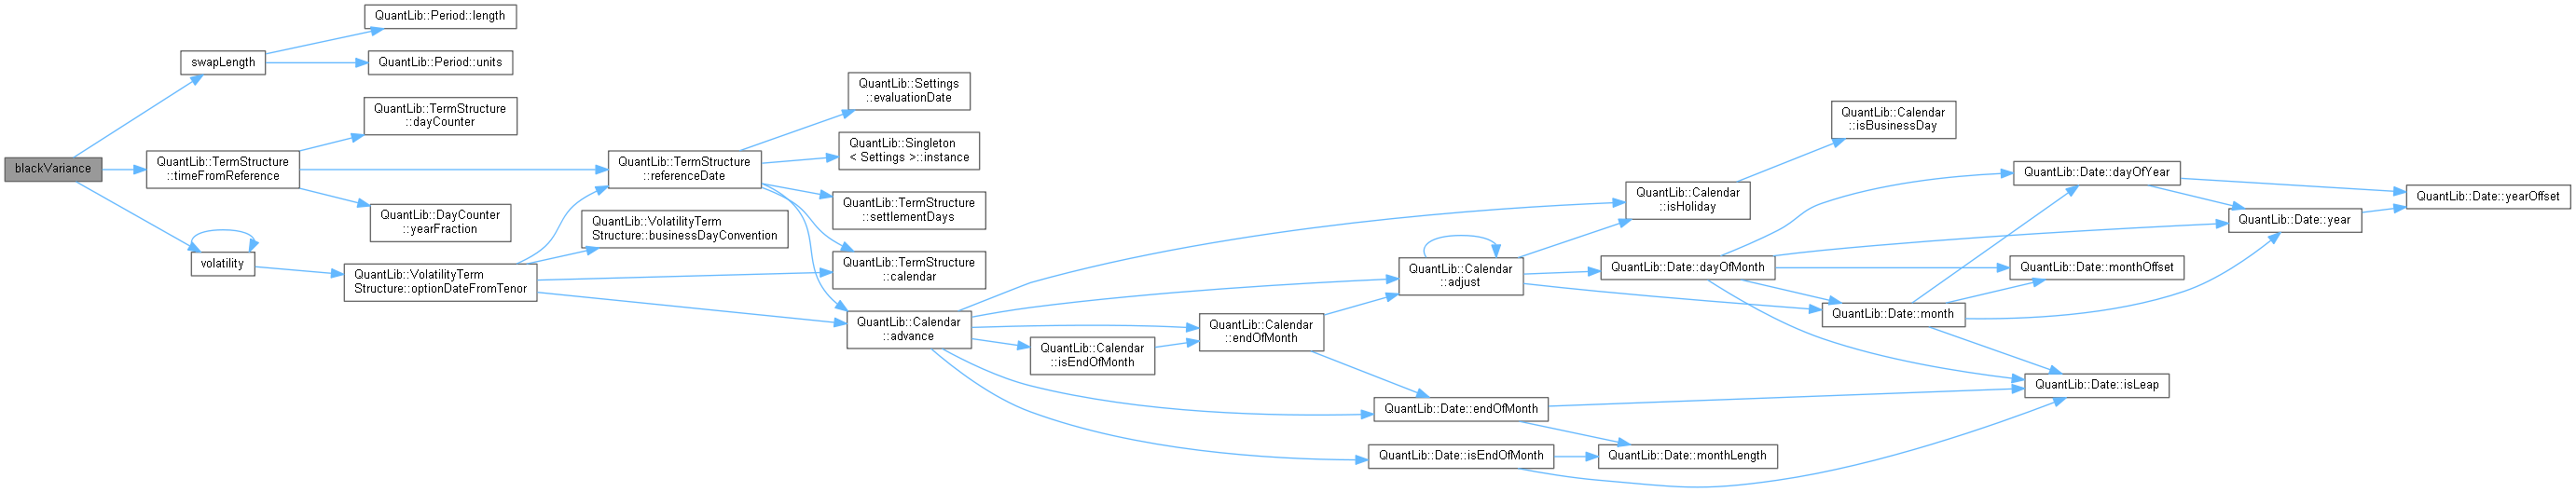 QuantLib::Period::length
swapLength
QuantLib::Period::units
QuantLib::TermStructure
::dayCounter
blackVariance
QuantLib::TermStructure
::timeFromReference
QuantLib::DayCounter
::yearFraction
volatility
QuantLib::VolatilityTerm
Structure::optionDateFromTenor
QuantLib::VolatilityTerm
Structure::businessDayConvention
QuantLib::TermStructure
::referenceDate
QuantLib::Settings
::evaluationDate
QuantLib::Singleton
< Settings >::instance
QuantLib::TermStructure
::settlementDays
QuantLib::TermStructure
::calendar
QuantLib::Calendar
::advance
QuantLib::Calendar
::isEndOfMonth
QuantLib::Calendar
::endOfMonth
QuantLib::Calendar
::adjust
QuantLib::Date::endOfMonth
QuantLib::Date::isEndOfMonth
QuantLib::Calendar
::isHoliday
QuantLib::Calendar
::isBusinessDay
QuantLib::Date::dayOfMonth
QuantLib::Date::monthLength
QuantLib::Date::month
QuantLib::Date::dayOfYear
QuantLib::Date::monthOffset
QuantLib::Date::isLeap
QuantLib::Date::year
QuantLib::Date::yearOffset